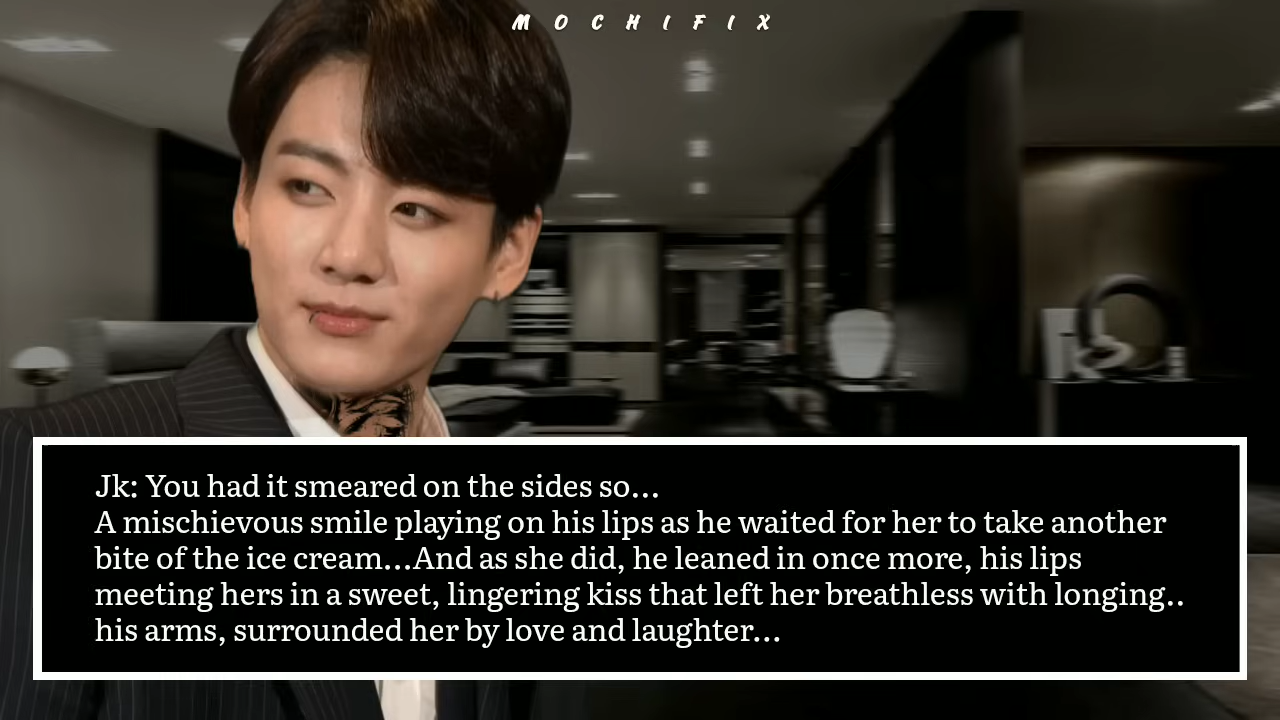 MOCHIFIX
Jk: You had it smeared on the sides so...
A mischievous smile playing on his lips as he waited for her to take another
bite of the ice cream...And as she did, he leaned in once more, his lips
meeting hers in a sweet, lingering kiss that left her breathless with longing..
his arms, surrounded her by love and laughter...